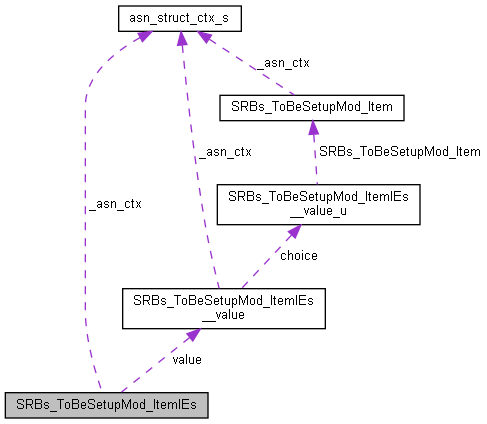 asn_struct_ctx_s
_asn_ctx
SRBs_ToBeSetupMod_Item
_asn_ctx
SRBs_ToBeSetupMod_Item
SRBs_ToBeSetupMod_ItemIEs
__value_u
_asn_ctx
choice
SRBs_ToBeSetupMod_ItemIEs
__value
value
SRBs_ToBeSetupMod_ItemIEs